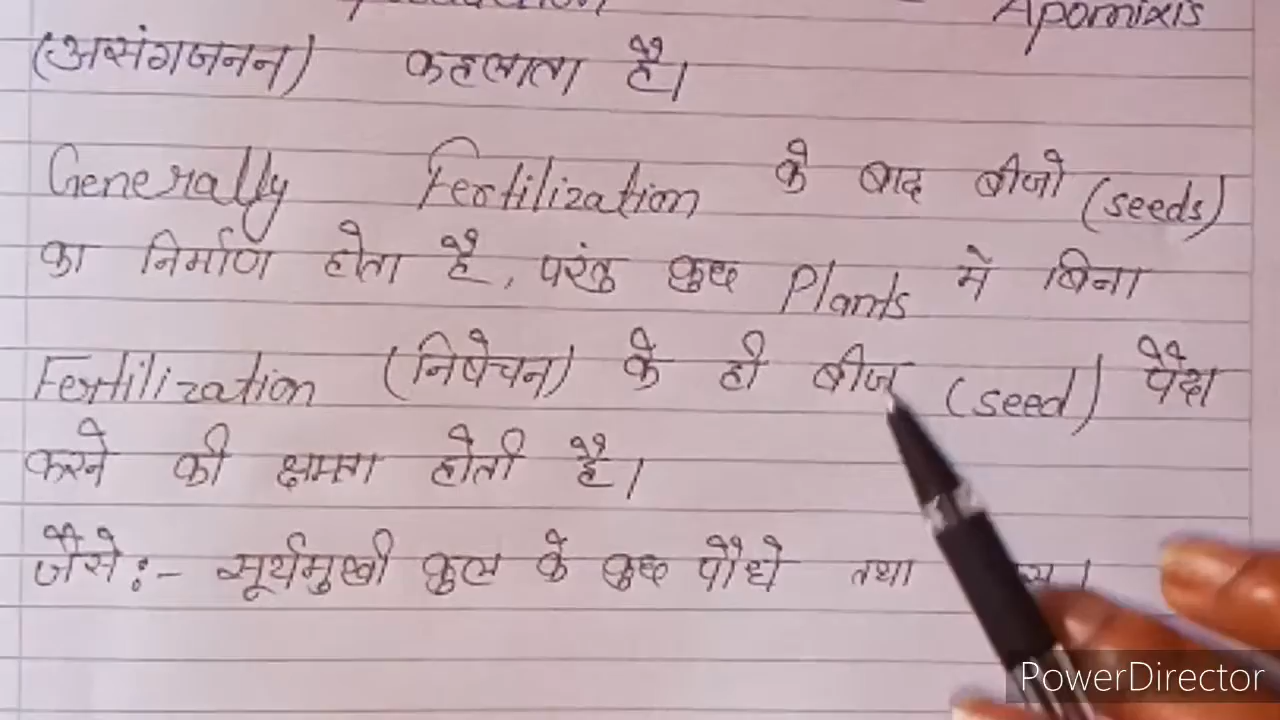 Apomixis
(असंगजनन) कहलाता है।
Generally Fertilization के बाद बीजो (seeds)
का निर्माण होता है, परंतु कुछ Plants मे बिना
Fertilization (निषेचन) के ही बीज (seed) पैदा
करने की क्षमता होती है।
जैसे:- सूर्यमुखी कुल के कुछ पौधे तथा
PowerDirector